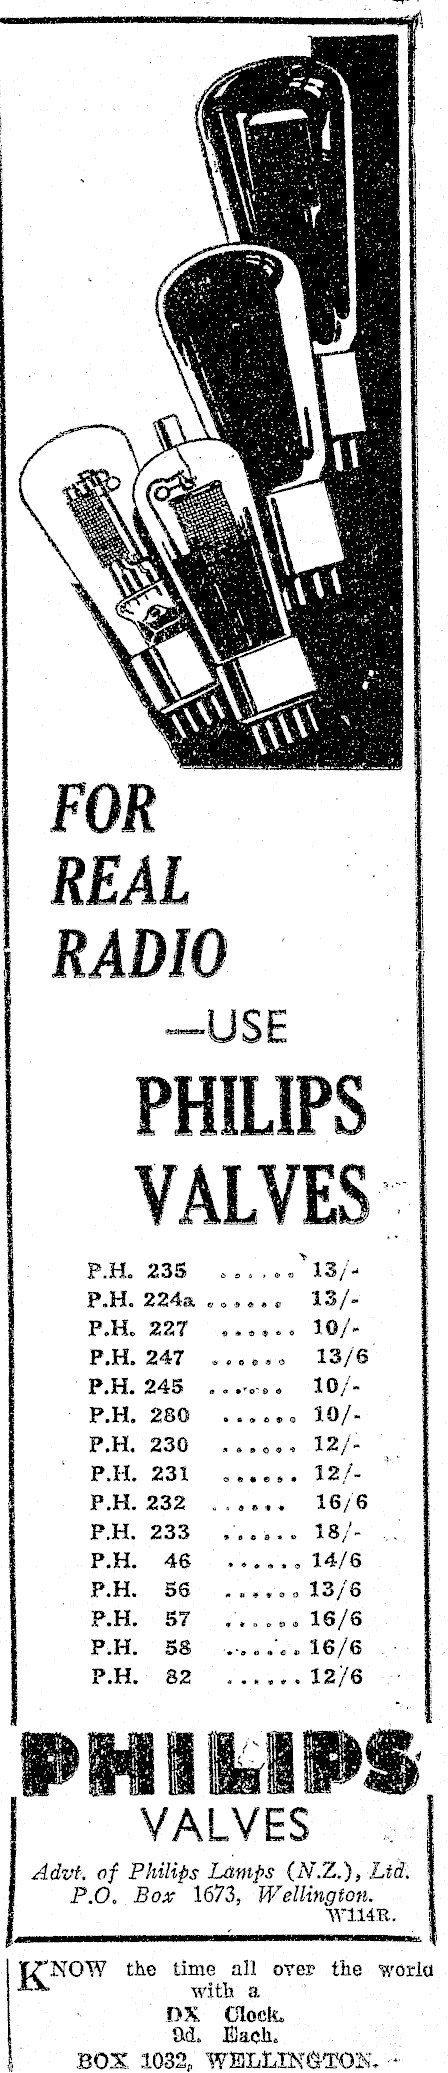 FOR
REAL
RADIO
—USE
PHILIPS
VALVES
P.H. 235 ...... 13/-
P.H. 224a ...... 13/-
P.H. 227 ...... 10/-
P.H. 247 ...... 13/6
P.H. 245 ...... 10/-
P.H. 280 ...... 10/-
P.H. 230 ...... 12/-
P.H. 231 ...... 12/-
P.H. 232 ...... 16/6
P.H. 233 ...... 18/-
P.H. 46 ...... 14/6
P.H. 56 ...... 13/6
P.H. 57 ...... 16/6
P.H. 58 ...... 16/6
P.H. 82 ...... 12/6
PHILIPS
VALVES
Advt. of Philips Lamps (N.Z.), Ltd.
P.O. Box 1673, Wellington.
W114R.
KNOW the time all over the world
with a
DX Clock.
9d. Each.
BOX 1032, WELLINGTON.